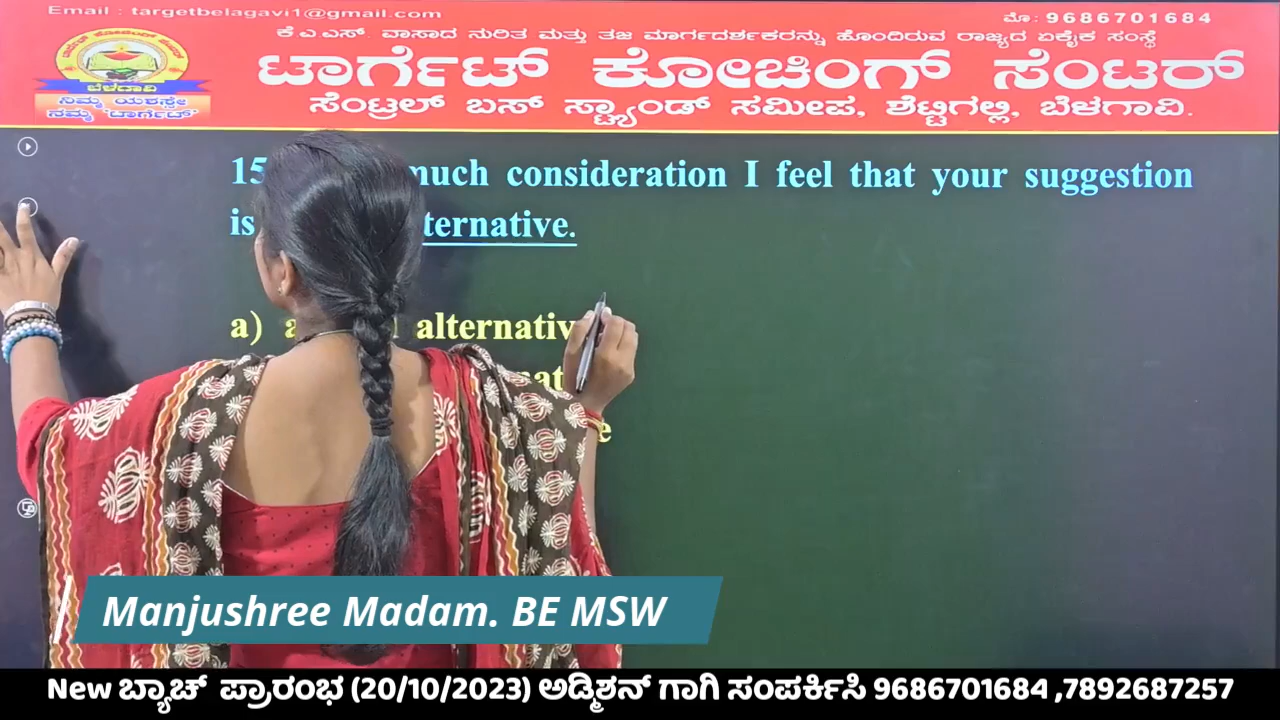 Email : targetbelagavi1@gmail.com
ಮೊ: 9686701684
ಕೆ.ಎ.ಎಸ್. ಪಾಸಾದ ನುರಿತ ಮತ್ತು ತಜ್ಞ ಮಾರ್ಗದರ್ಶಕರನ್ನು ಹೊಂದಿರುವ ರಾಜ್ಯದ ಏಕೈಕ ಸಂಸ್ಥೆ
ಟಾರ್ಗೆಟ್ ಕೋಚಿಂಗ್ ಸೆಂಟರ್
ಸೆಂಟ್ರಲ್ ಬಸ್ ಸ್ಟ್ಯಾಂಡ್ ಸಮೀಪ, ಶೆಟ್ಟಿಗಲ್ಲಿ, ಬೆಳಗಾವಿ.
ಬೆಳಗಾವಿ
ನಿಮ್ಮ ಯಶಸ್ಸೇ
ನಮ್ಮ ಟಾರ್ಗೆಟ್
15 much consideration I feel that your suggestion
is ternative.
a) a alternativ
nat
e
Manjushree Madam. BE MSW
New ಬ್ಯಾಚ್ ಪ್ರಾರಂಭ (20/10/2023) ಅಡ್ಮಿಶನ್ ಗಾಗಿ ಸಂಪರ್ಕಿಸಿ 9686701684 ,7892687257